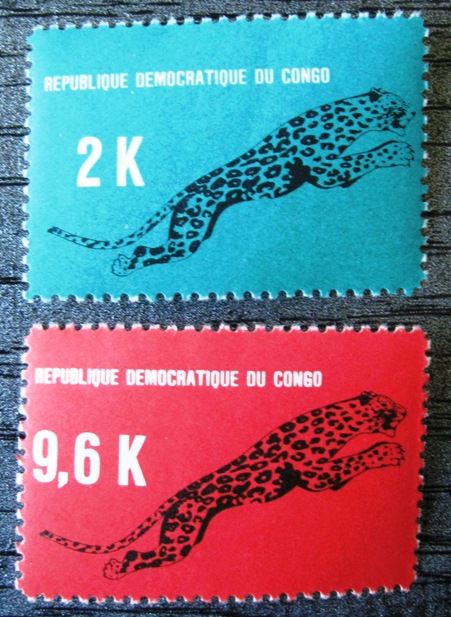 REPUBLIQUE DEMOCRATIQUE DU CONGO
2 K
REPUBLIQUE DEMOCRATIQUE DU CONGO
9,6 K